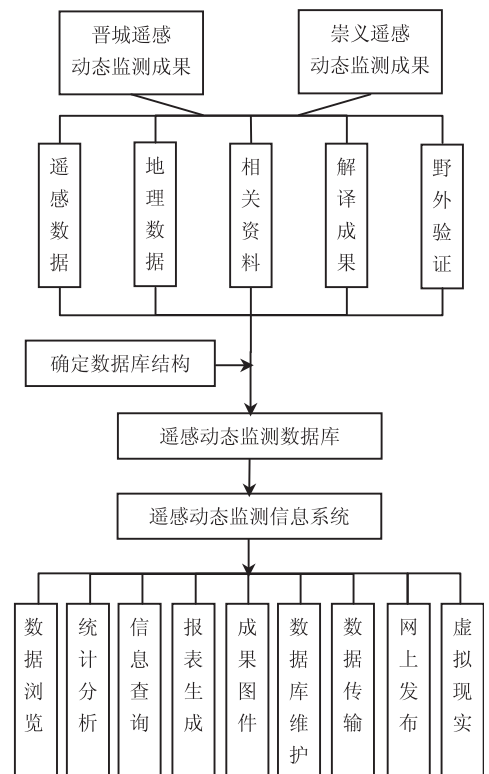 晋城遥感
动态监测成果
崇义遥感
动态监测成果
遥感数据
地理数据
相关资料
解译成果
野外验证
确定数据库结构
遥感动态监测数据库
遥感动态监测信息系统
数据浏览
统计分析
信息查询
报表生成
成果图件
数据库维护
数据传输
网上发布
虚拟现实